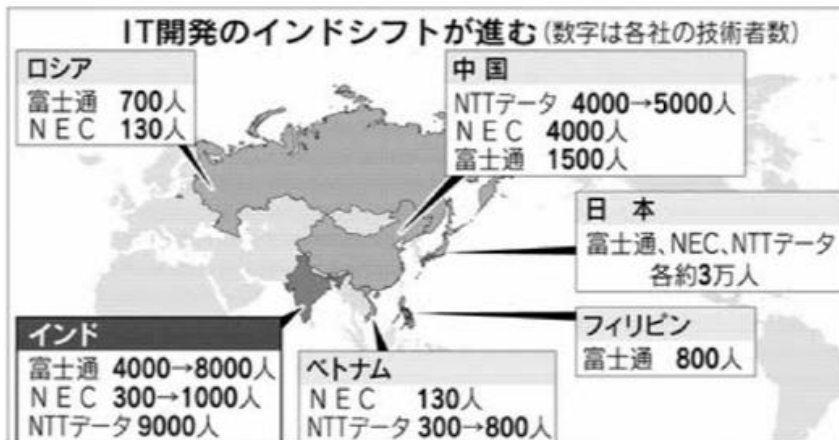 IT開発のインドシフトが進む(数字は各社の技術者数)
ロシア
富士通 700人
NEC 130人
中国
NTTデータ 4000→5000人
NEC 4000人
富士通 1500人
日本
富士通、NEC、NTTデータ
各約3万人
インド
富士通 4000→8000人
NEC 300→1000人
NTTデータ 9000人
ベトナム
NEC 130人
NTTデータ 300→800人
フィリピン
富士通 800人